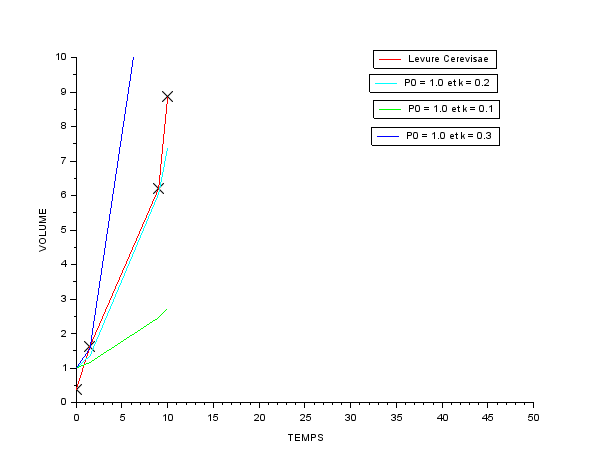 Levure Cerevisae
P0 = 1.0 et k = 0.2
P0 = 1.0 et k = 0.1
P0 = 1.0 et k = 0.3
10
9
8
7
6
5
4
3
2
1
0
VOLUME
0 5 10 15 20 25 30 35 40 45 50
TEMPS